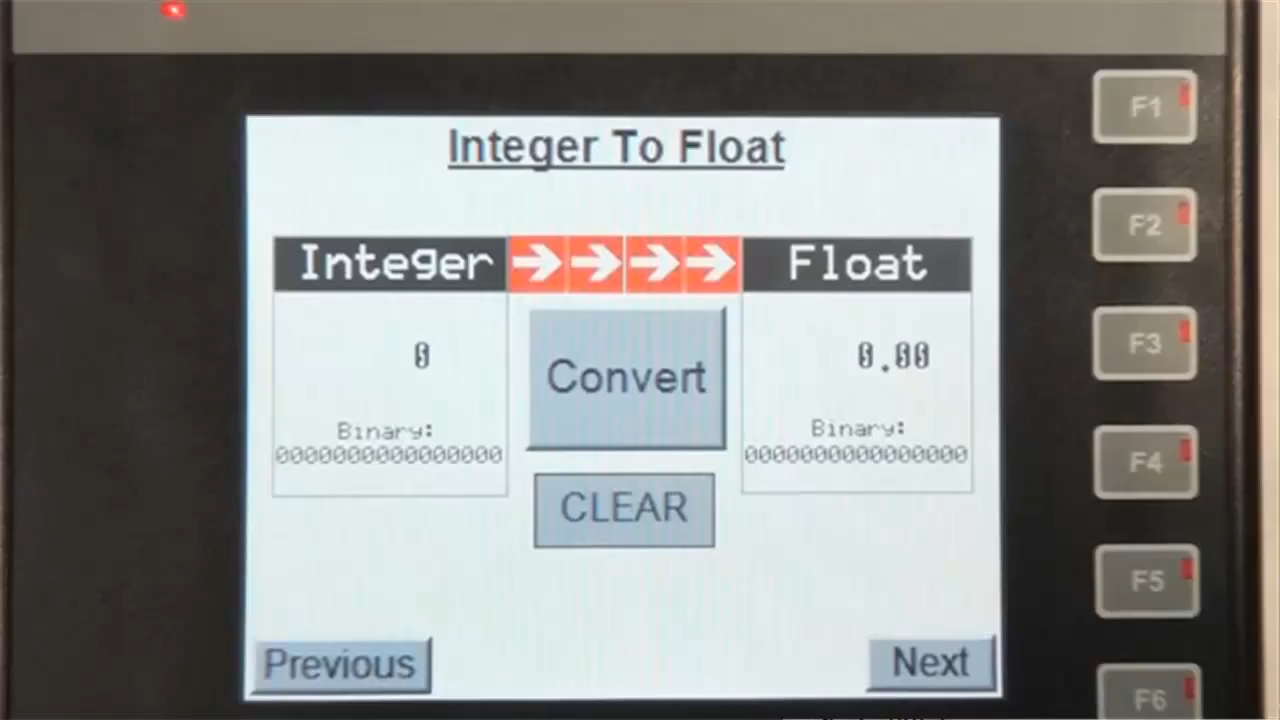 Integer To Float
Integer
Float
0
0.00
Convert
Binary:
0000000000000000
Binary:
0000000000000000
CLEAR
Previous
Next
F1
F2
F3
F4
F5
F6